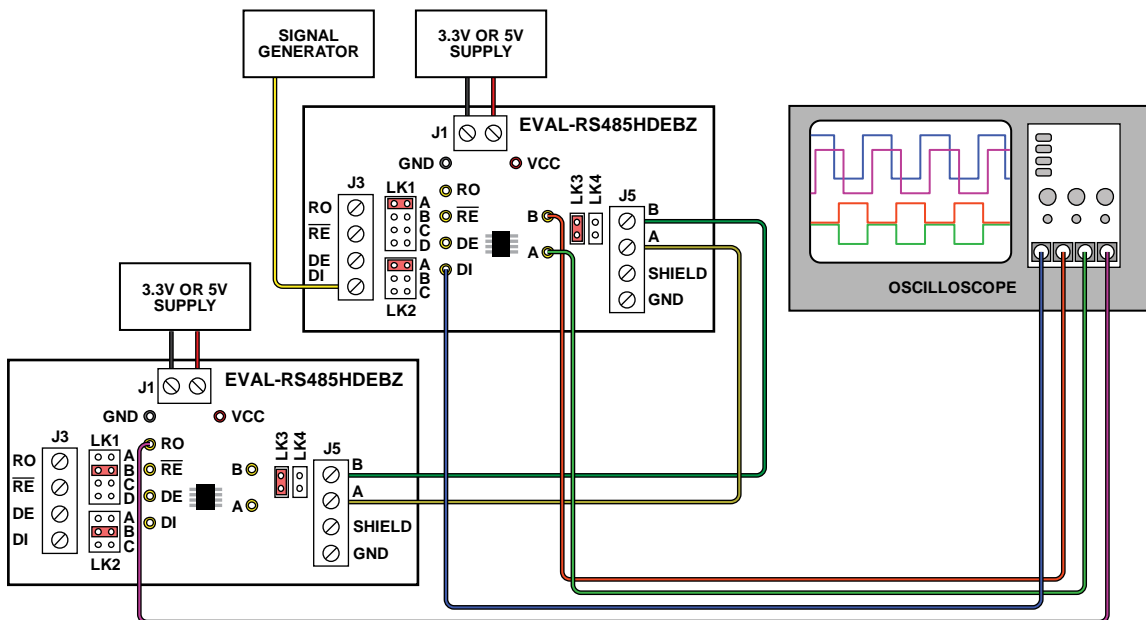 SIGNAL
GENERATOR
3.3V OR 5V
SUPPLY
J1
EVAL-RS485HDEBZ
GND
VCC
J3
LK1
A
B
C
D
RO
RE
DE
DI
RO
RE
DE
DI
A
B
C
LK2
B
A
LK3
LK4
J5
B
A
SHIELD
GND
OSCILLOSCOPE
3.3V OR 5V
SUPPLY
J1
EVAL-RS485HDEBZ
GND
VCC
J3
LK1
A
B
C
D
RO
RE
DE
DI
RO
RE
DE
DI
A
B
C
LK2
B
A
LK3
LK4
J5
B
A
SHIELD
GND